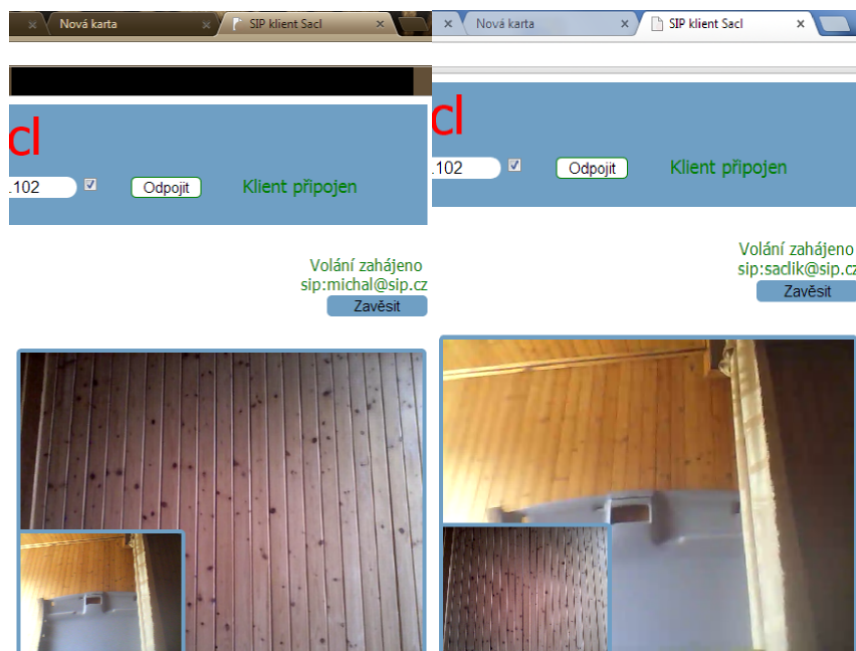 Nová karta
SIP klient Sacl
cl
.102
Odpojit
Klient připojen
Volání zahájeno
sip:michal@sip.cz
Zavěsit
Nová karta
SIP klient Sacl
cl
.102
Odpojit
Klient připojen
Volání zahájeno
sip:saclik@sip.cz
Zavěsit